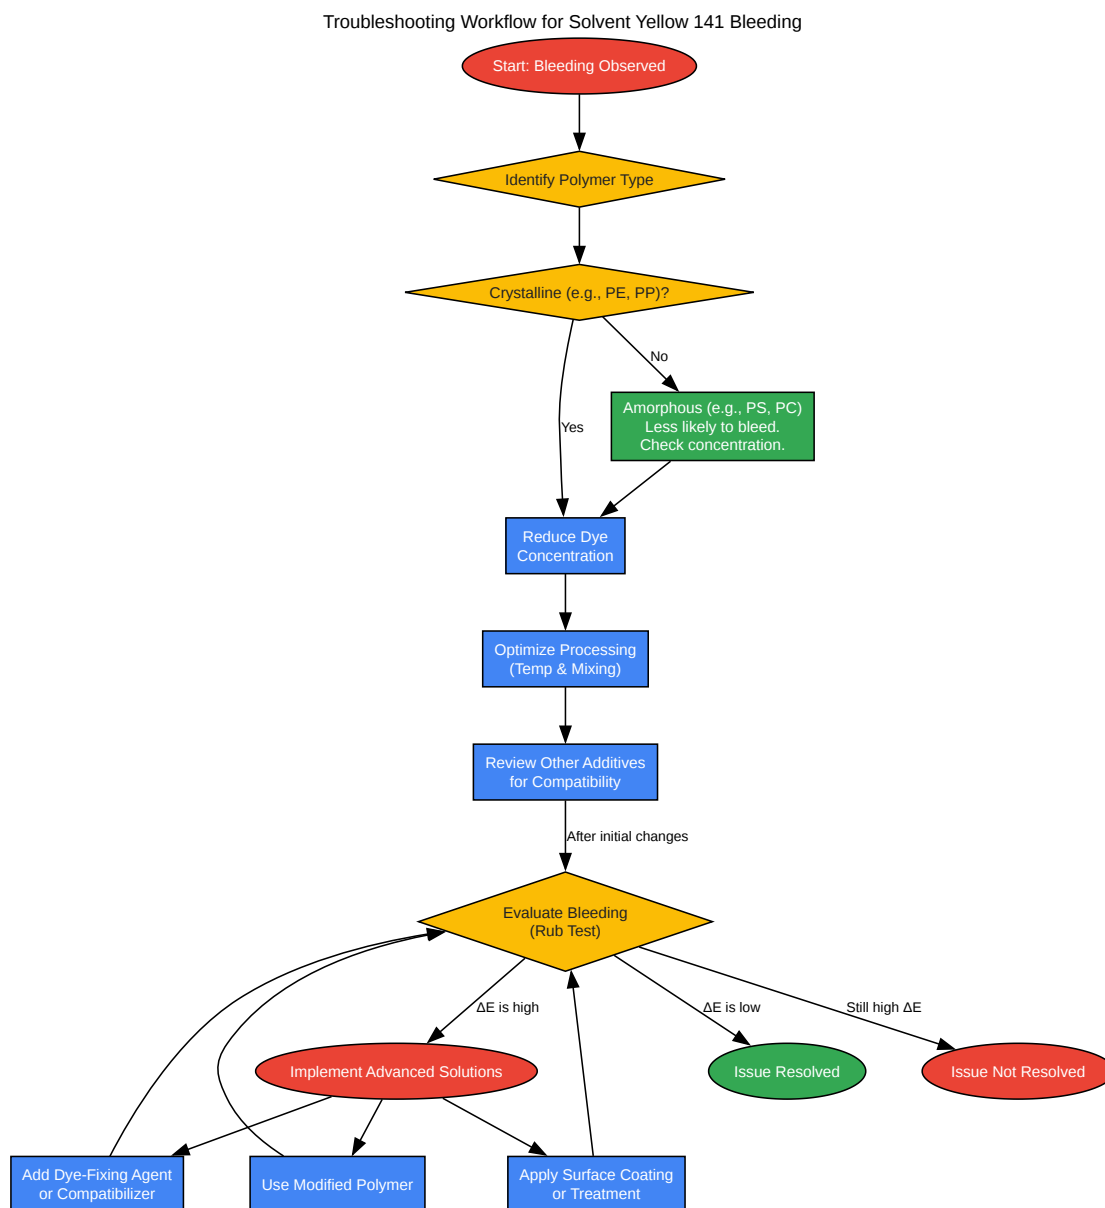 Troubleshooting Workflow for Solvent Yellow 141 Bleeding
Start: Bleeding Observed
Identify Polymer Type
Crystalline (e.g., PE, PP)?
No
Amorphous (e.g., PS, PC)
Less likely to bleed.
Check concentration.
Yes
Reduce Dye
Concentration
Optimize Processing
(Temp & Mixing)
Review Other Additives
for Compatibility
After initial changes
Evaluate Bleeding
(Rub Test)
ΔE is high
ΔE is low
Still high ΔE
Implement Advanced Solutions
Issue Resolved
Issue Not Resolved
Add Dye-Fixing Agent
or Compatibilizer
Use Modified Polymer
Apply Surface Coating
or Treatment